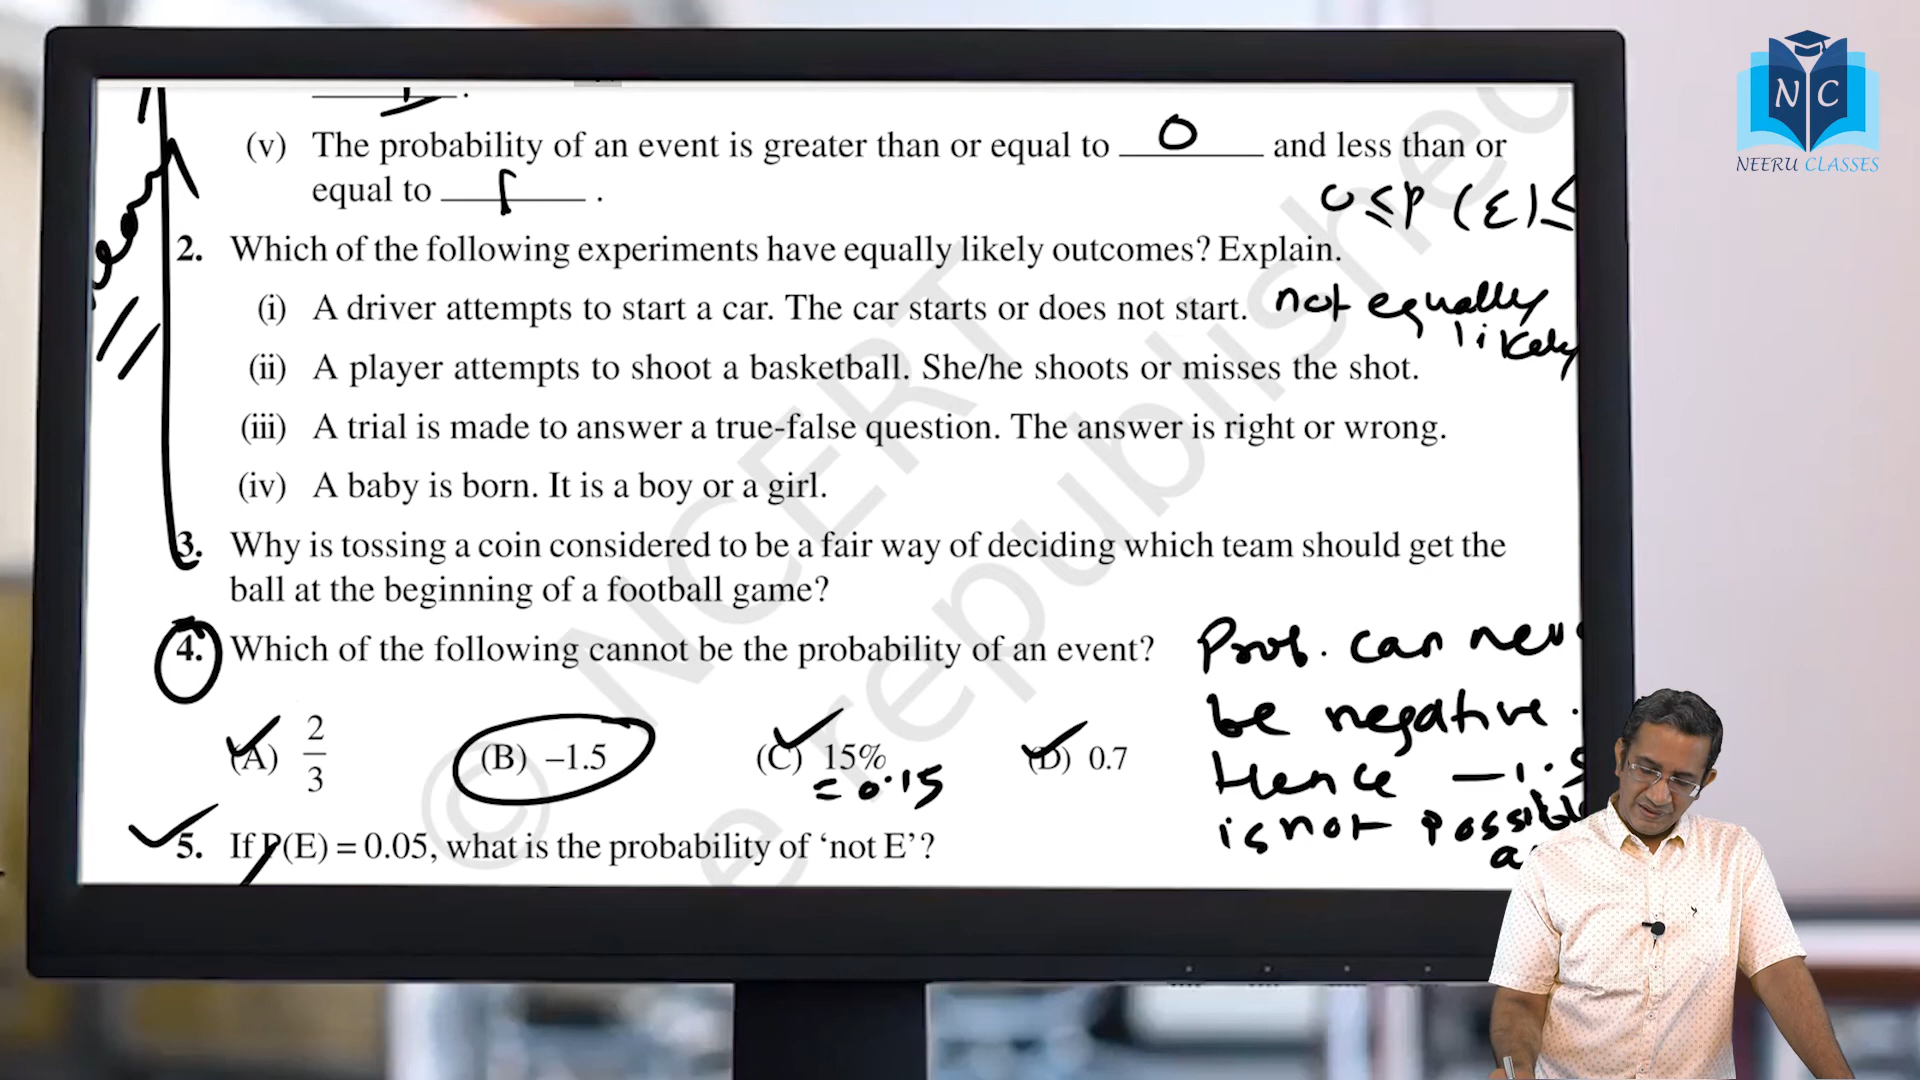 N C
NEERU CLASSES
(v) The probability of an event is greater than or equal to 0 and less than or
equal to 1 .
0 ≤ P (E) ≤
2. Which of the following experiments have equally likely outcomes? Explain.
(i) A driver attempts to start a car. The car starts or does not start. not equally
likely
(ii) A player attempts to shoot a basketball. She/he shoots or misses the shot.
(iii) A trial is made to answer a true-false question. The answer is right or wrong.
(iv) A baby is born. It is a boy or a girl.
3. Why is tossing a coin considered to be a fair way of deciding which team should get the
ball at the beginning of a football game?
4. Which of the following cannot be the probability of an event? Prob. can nev
be negative.
(A) 2/3 (B) –1.5 (C) 15% (D) 0.7
= 0.15
Hence –1.5
is not possible
5. If P(E) = 0.05, what is the probability of ‘not E’?
© NCERT
e republished